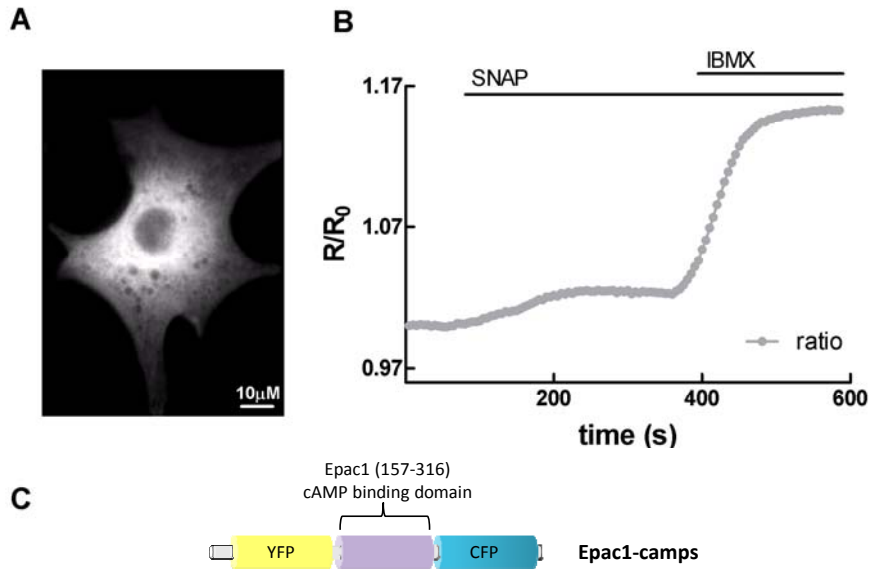 A
10μM
B
SNAP
IBMX
1.17
1.07
0.97
R/R0
ratio
200
400
600
time (s)
C
Epac1 (157-316)
cAMP binding domain
YFP
CFP
Epac1-camps